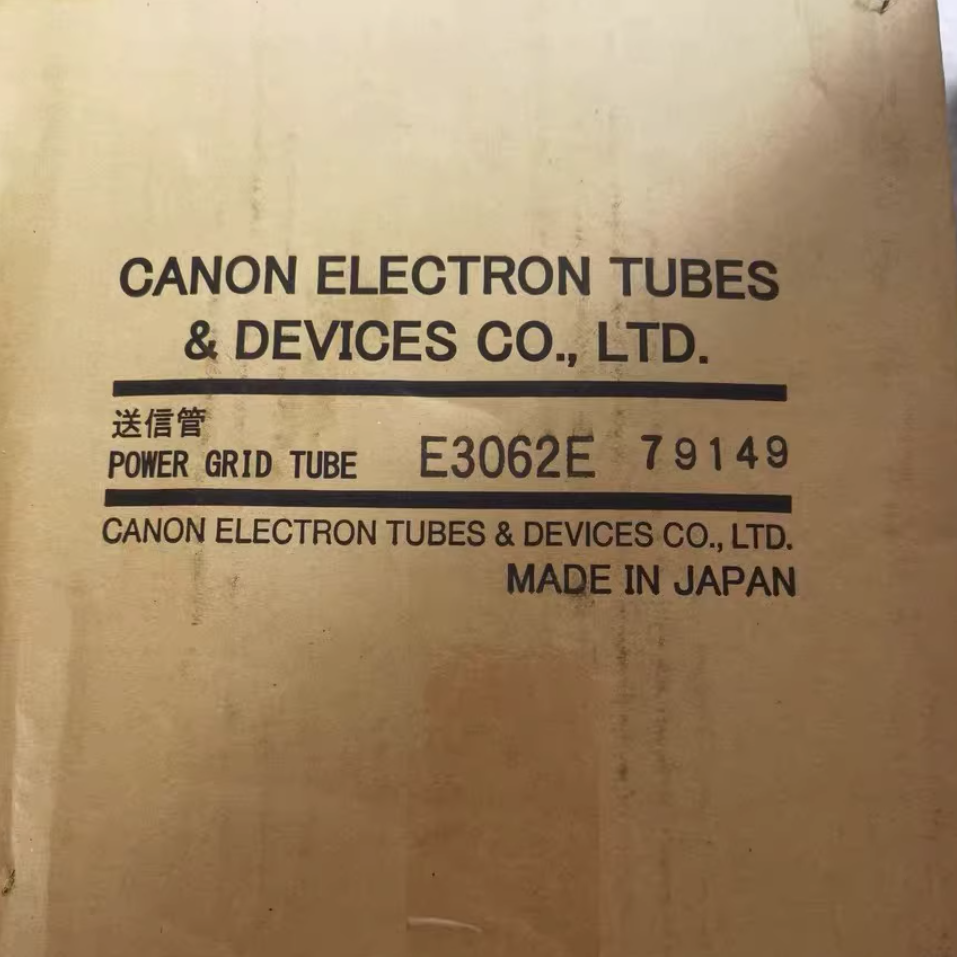 CANON ELECTRON TUBES
& DEVICES CO., LTD.
送信管
POWER GRID TUBE E3062E 79149
CANON ELECTRON TUBES & DEVICES CO., LTD.
MADE IN JAPAN